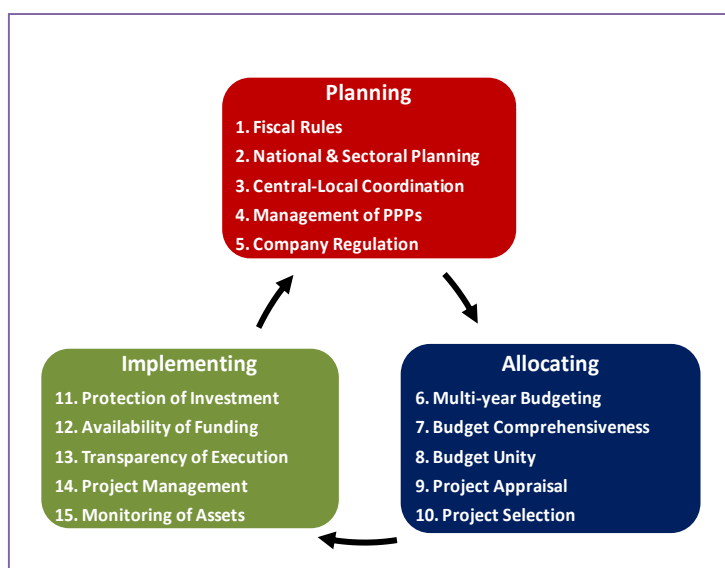 Planning
1. Fiscal Rules
2. National & Sectoral Planning
3. Central-Local Coordination
4. Management of PPPs
5. Company Regulation
Implementing
11. Protection of Investment
12. Availability of Funding
13. Transparency of Execution
14. Project Management
15. Monitoring of Assets
Allocating
6. Multi-year Budgeting
7. Budget Comprehensiveness
8. Budget Unity
9. Project Appraisal
10. Project Selection